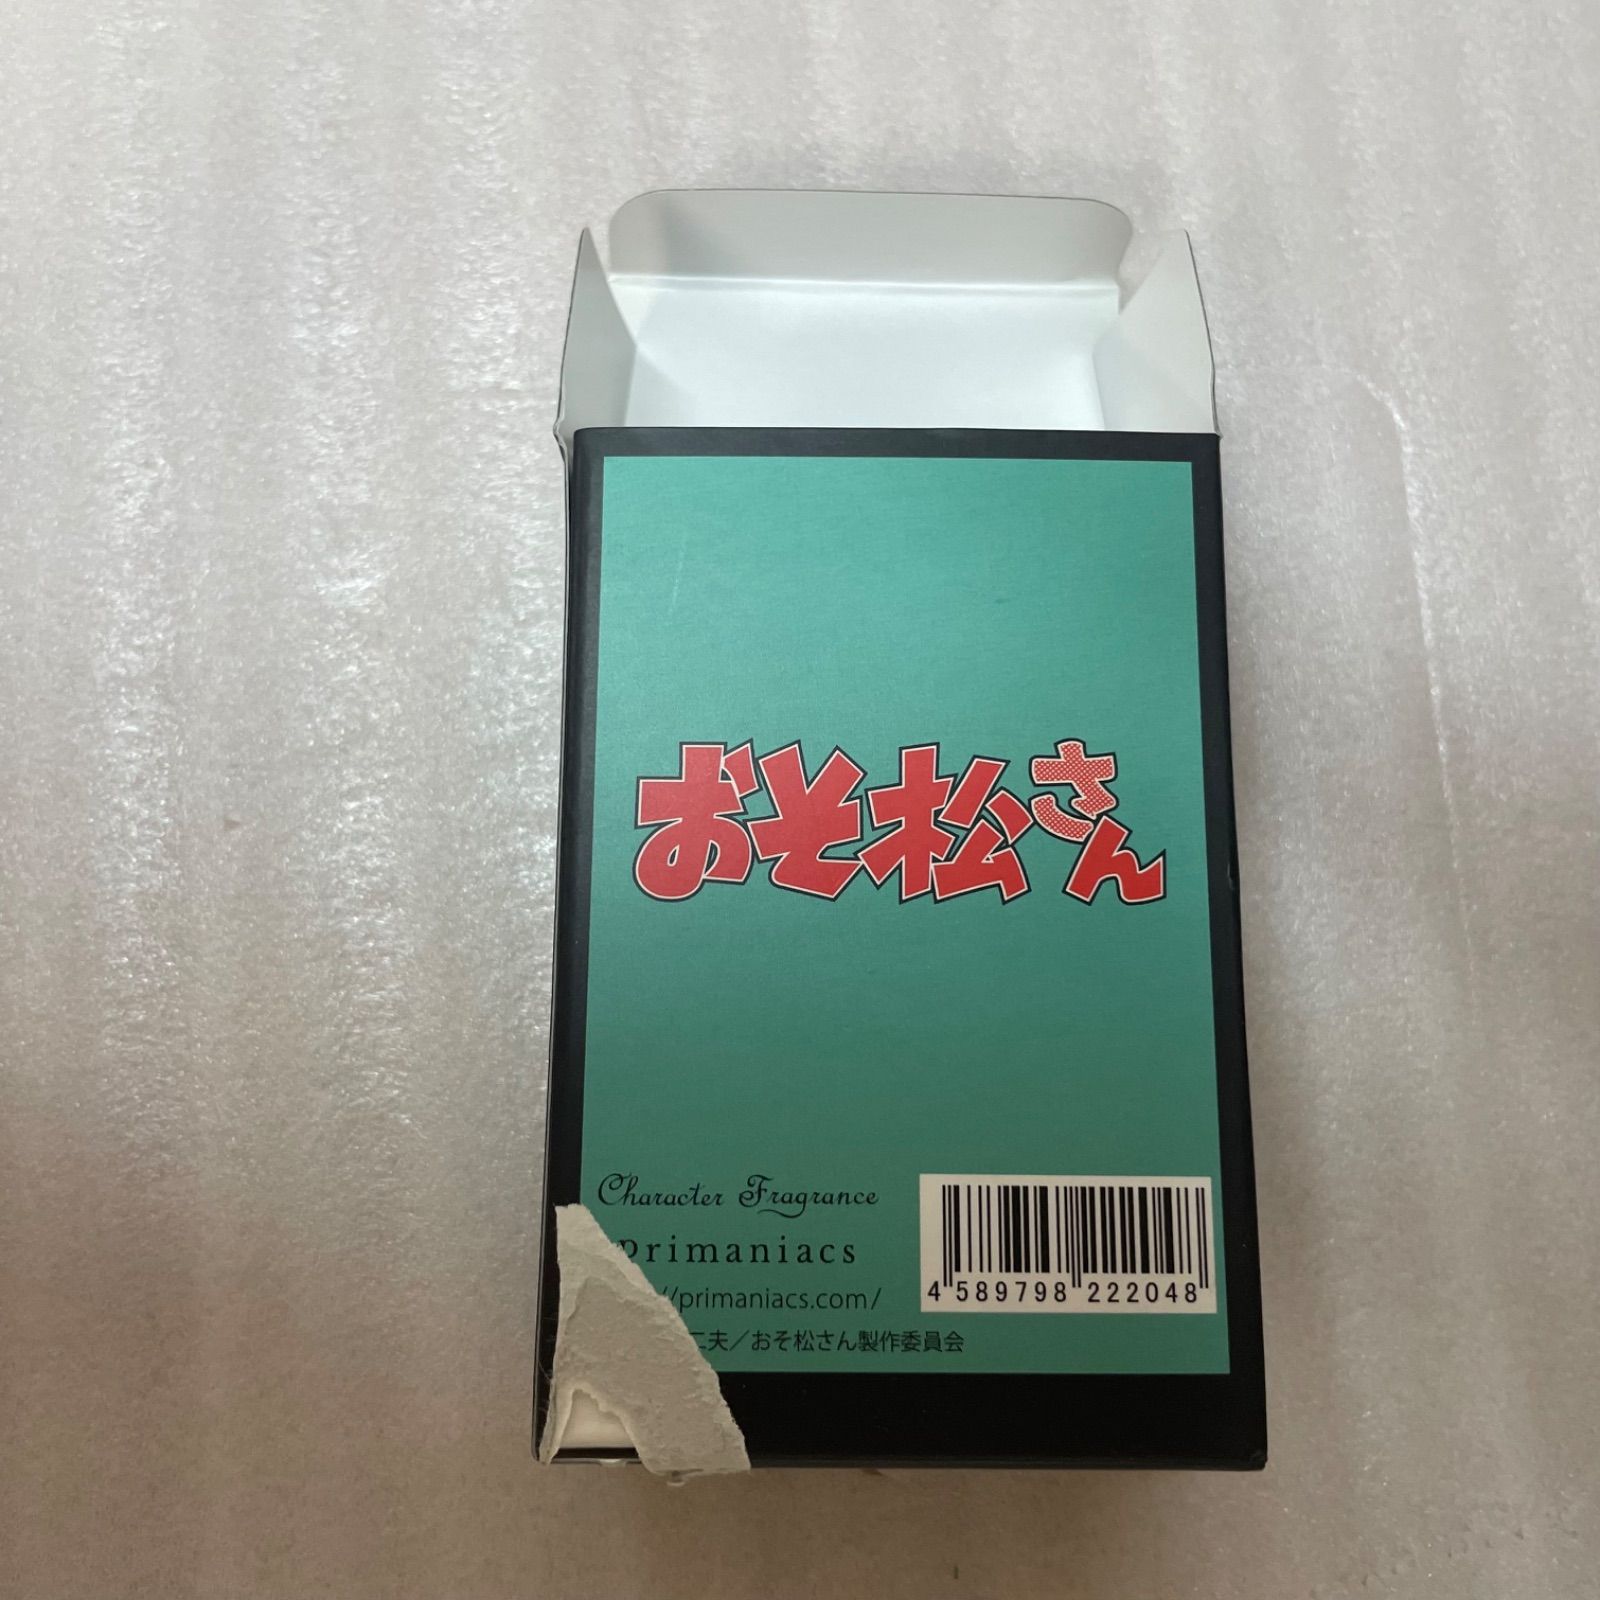 おそ松さん
Character Fragrance
primaniacs
//primaniacs.com/
二夫／おそ松さん製作委員会
4 589798 222048